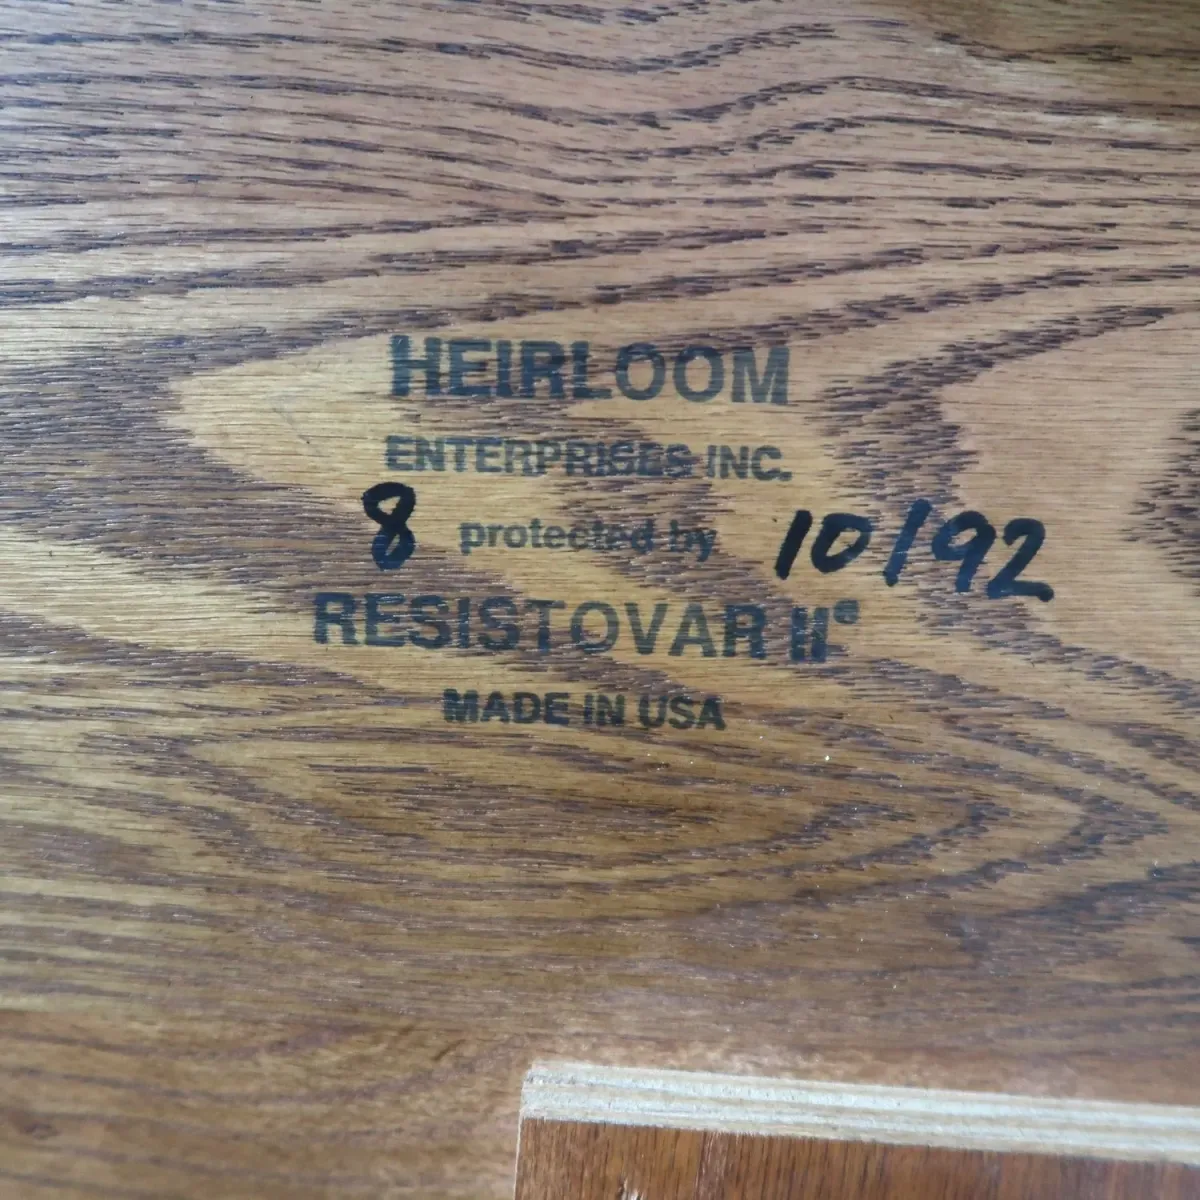 HEIRLOOM
ENTERPRISES INC.
8 protected by 10/92
RESISTOVAR II®
MADE IN USA